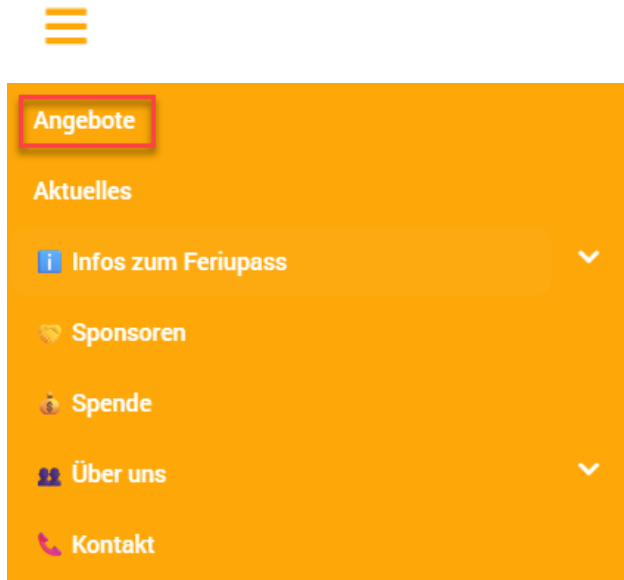 Angebote
Aktuelles
Infos zum Feriupass
Sponsoren
Spende
Über uns
Kontakt